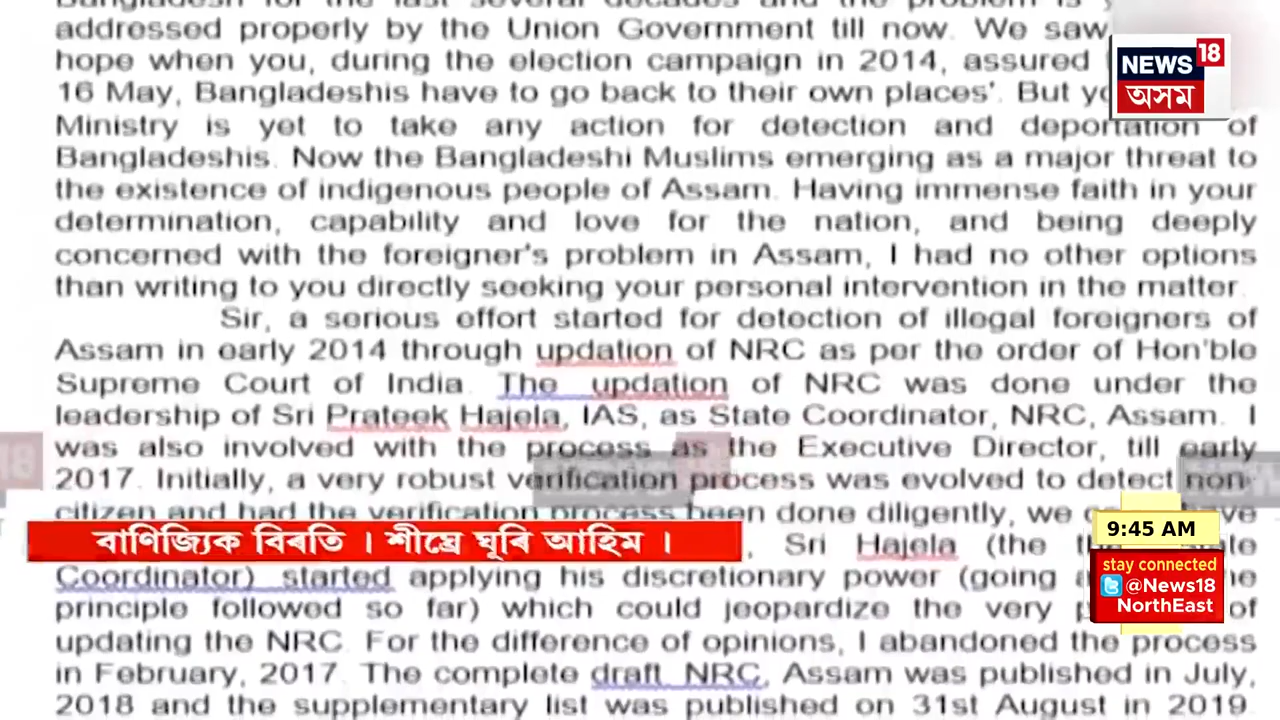 Bangladesh for the last several decades and the problem is
addressed properly by the Union Government till now. We saw
hope when you, during the election campaign in 2014, assured
16 May, Bangladeshis have to go back to their own places'. But
Ministry is yet to take any action for detection and deportation of
Bangladeshis. Now the Bangladeshi Muslims emerging as a major threat to
the existence of indigenous people of Assam. Having immense faith in your
determination, capability and love for the nation, and being deeply
concerned with the foreigner's problem in Assam, I had no other options
than writing to you directly seeking your personal intervention in the matter.
Sir, a serious effort started for detection of illegal foreigners of
Assam in early 2014 through updation of NRC as per the order of Hon'ble
Supreme Court of India. The updation of NRC was done under the
leadership of Sri Prateek Hajela, IAS, as State Coordinator, NRC, Assam. I
was also involved with the process as the Executive Director, till early
2017. Initially, a very robust verification process was evolved to detect non-
citizen and had the verification process been done diligently, we
, Sri Hajela (the
Coordinator) started applying his discretionary power (going
principle followed so far) which could jeopardize the very of
updating the NRC. For the difference of opinions, I abandoned the process
in February, 2017. The complete draft NRC, Assam was published in July,
2018 and the supplementary list was published on 31st August in 2019.
NEWS 18
অসম
বাণিজ্যিক বিৰতি । শীঘ্ৰে ঘূৰি আহিম ।
9:45 AM
stay connected
@News18
NorthEast